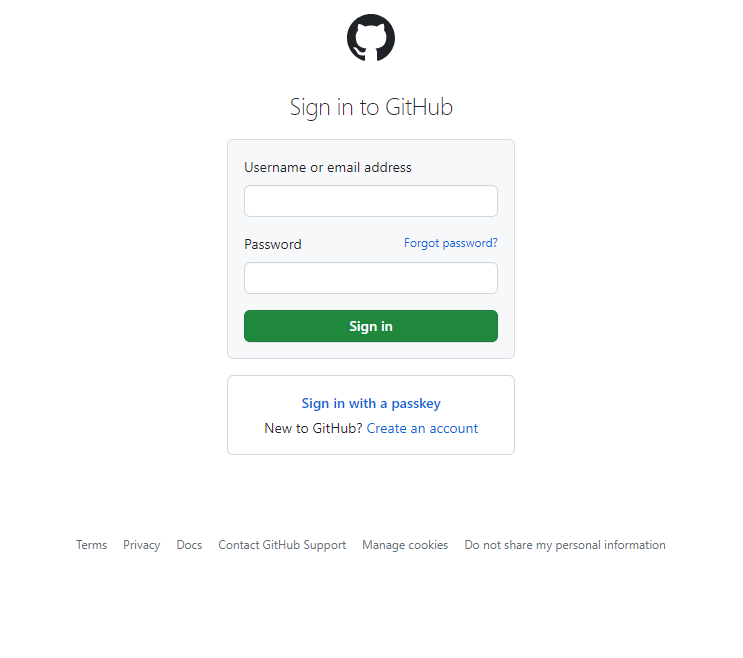 Sign in to GitHub
Username or email address
Password Forgot password?
Sign in
Sign in with a passkey
New to GitHub? Create an account
Terms Privacy Docs Contact GitHub Support Manage cookies Do not share my personal information